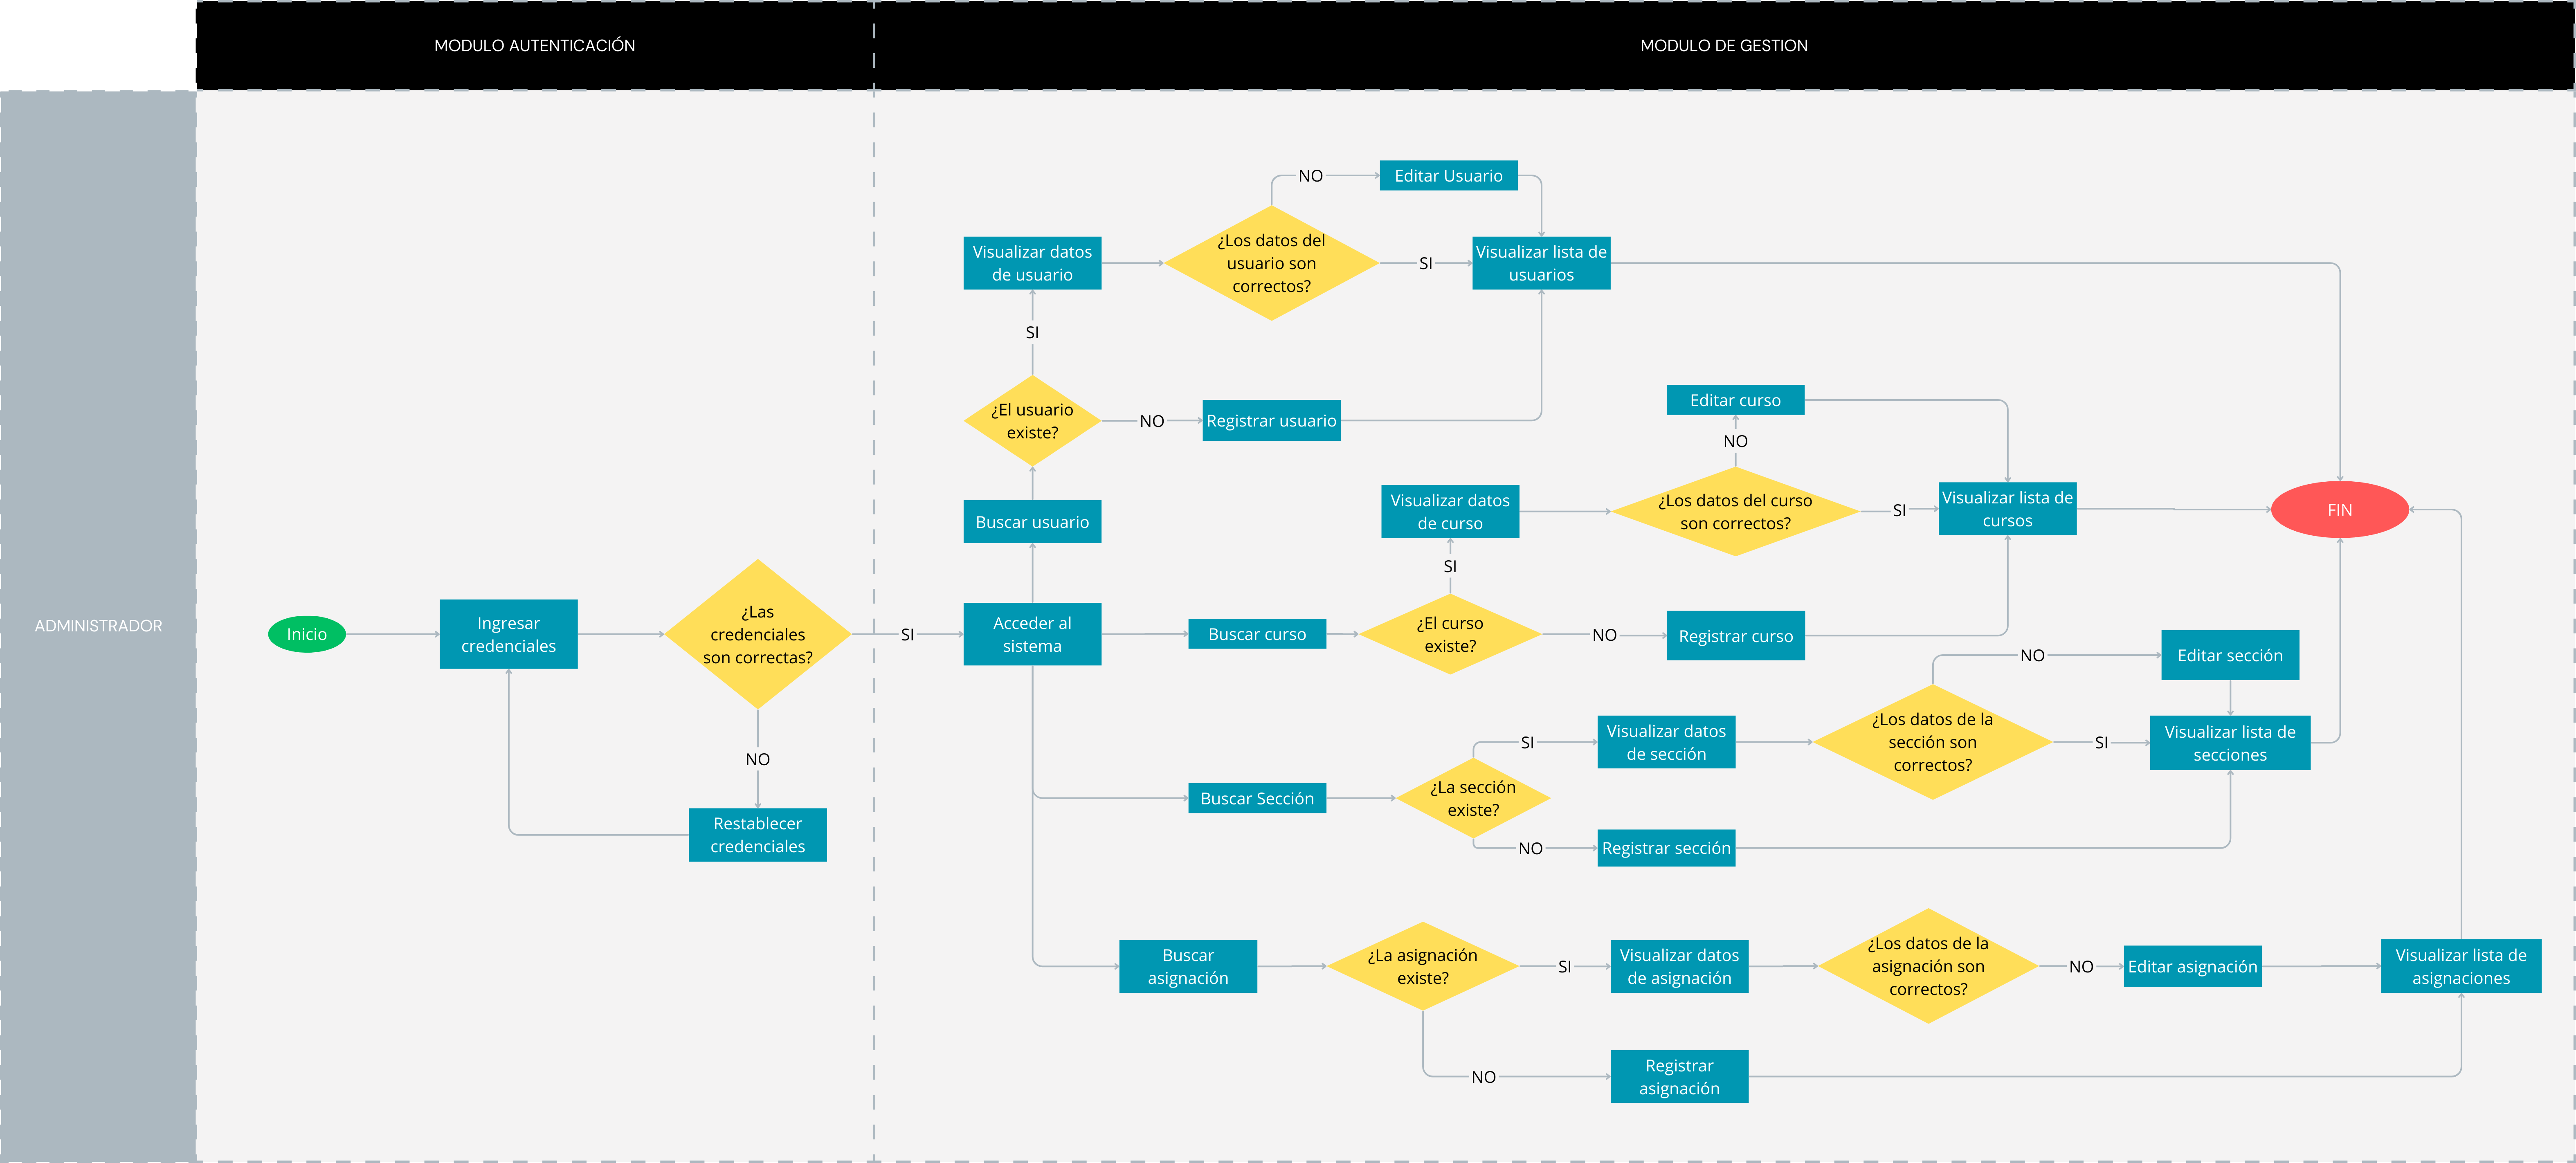 MODULO AUTENTICACIÓN
MODULO DE GESTION
ADMINISTRADOR
Inicio
Ingresar
credenciales
¿Las
credenciales
son correctas?
NO
Restablecer
credenciales
SI
Acceder al
sistema
Buscar usuario
¿El usuario
existe?
SI
NO
Registrar usuario
Visualizar datos
de usuario
¿Los datos del
usuario son
correctos?
NO
Editar Usuario
SI
Visualizar lista de
usuarios
Buscar curso
¿El curso
existe?
SI
NO
Registrar curso
Visualizar datos
de curso
¿Los datos del curso
son correctos?
NO
Editar curso
SI
Visualizar lista de
cursos
FIN
Buscar Sección
¿La sección
existe?
SI
NO
Registrar sección
Visualizar datos
de sección
¿Los datos de la
sección son
correctos?
NO
Editar sección
SI
Visualizar lista de
secciones
Buscar
asignación
¿La asignación
existe?
SI
NO
Registrar
asignación
Visualizar datos
de asignación
¿Los datos de la
asignación son
correctos?
NO
Editar asignación
Visualizar lista de
asignaciones